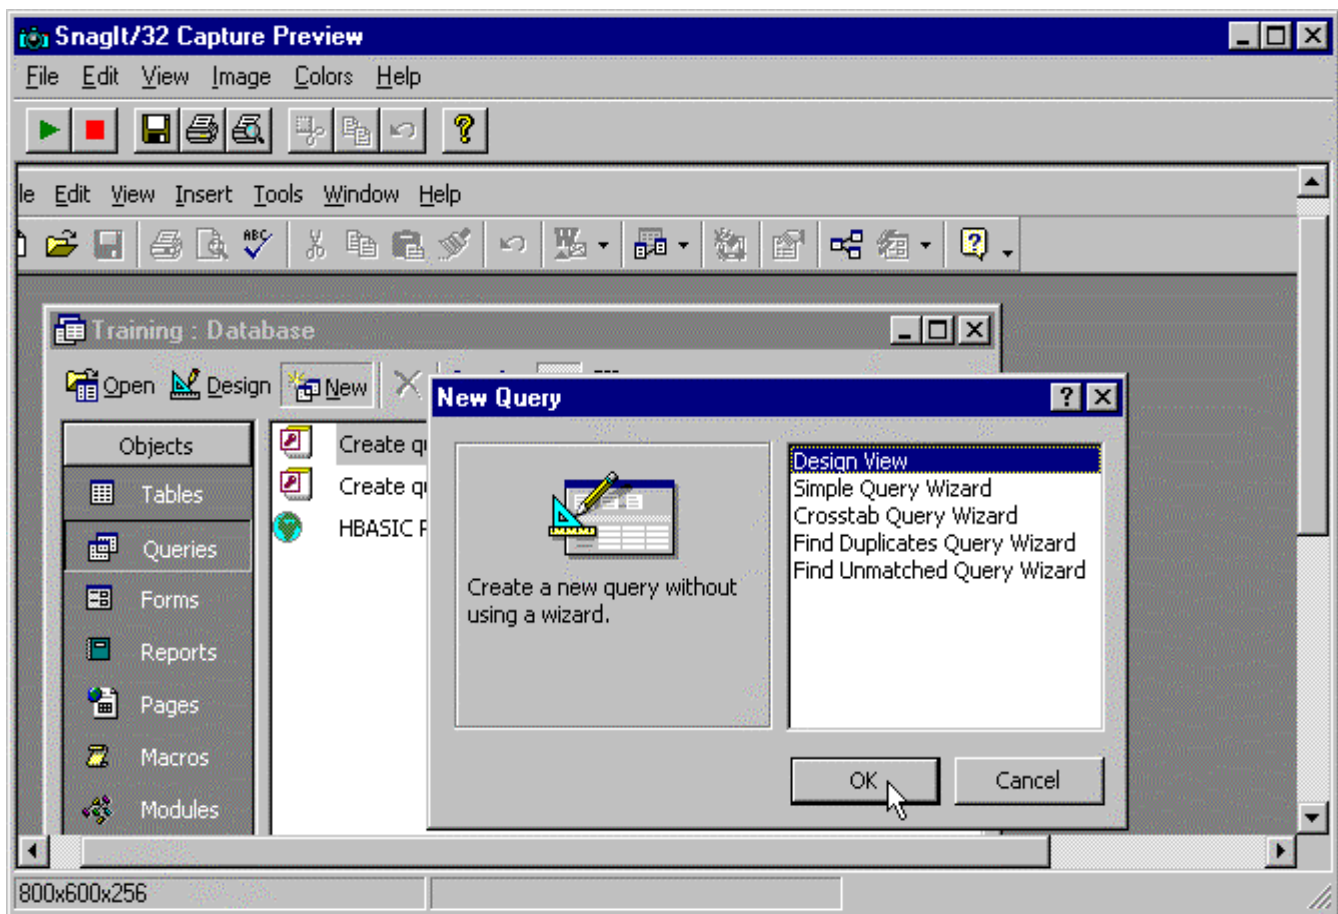 SnagIt/32 Capture Preview
File Edit View Image Colors Help
le Edit View Insert Tools Window Help
ABC
Training : Database
Open Design New
New Query
Objects
Tables
Queries
Forms
Reports
Pages
Macros
Modules
Create qu
Create qu
HBASIC
Create a new query without
using a wizard.
Design View
Simple Query Wizard
Crosstab Query Wizard
Find Duplicates Query Wizard
Find Unmatched Query Wizard
OK Cancel
800x600x256